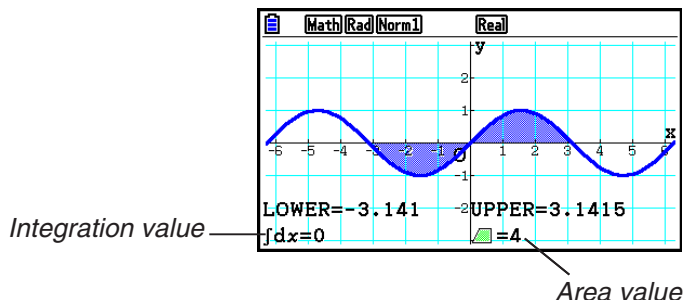 Math Rad Norm1 Real
y
2
1
x
-6 -5 -4 -3 -2 -1 O 1 2 3 4 5 6
-1
LOWER=-3.141 -2 UPPER=3.1415
Integration value
∫dx=0 =4
Area value